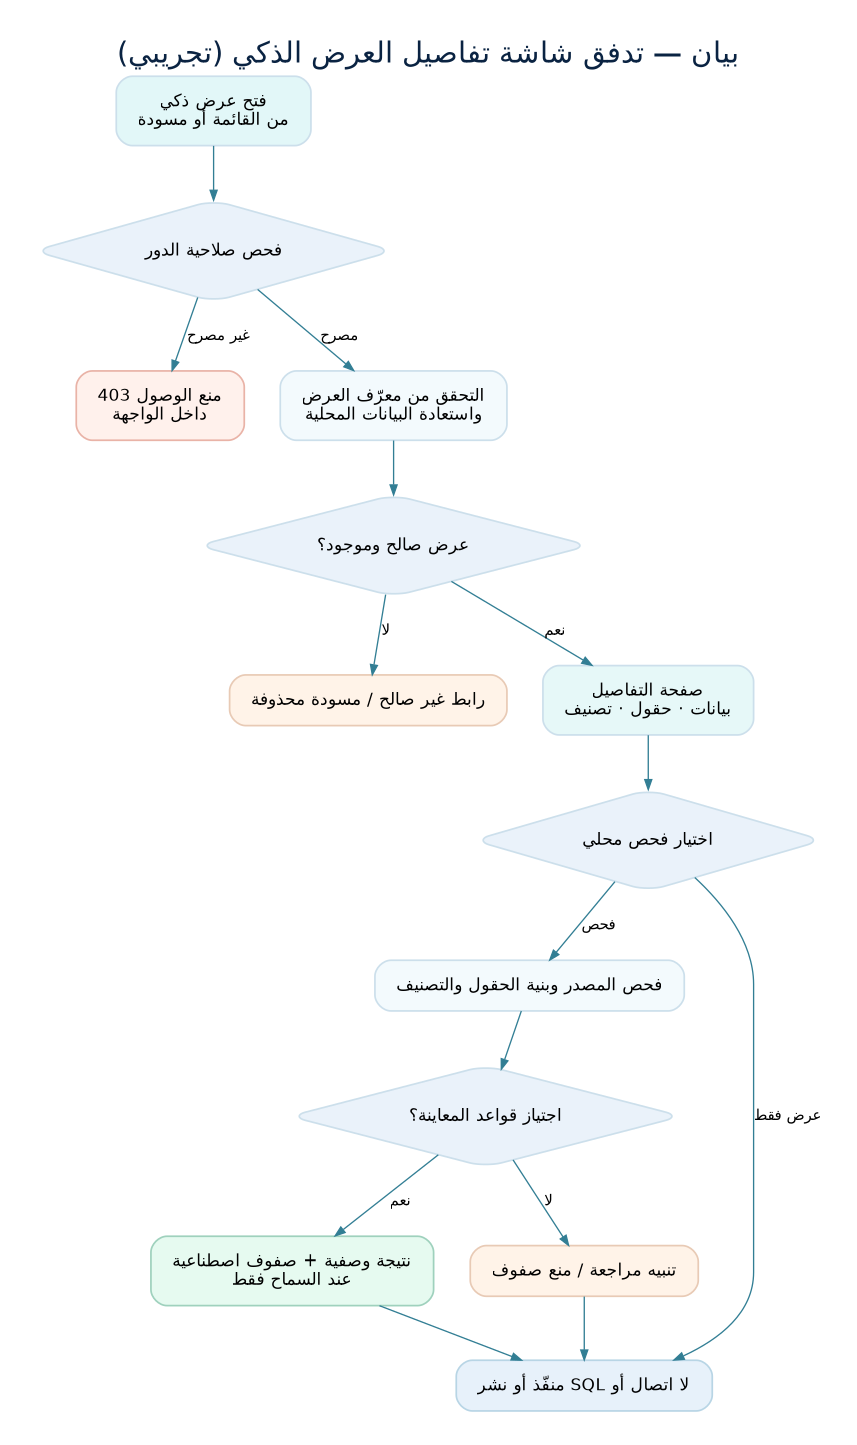 بيان — تدفق شاشة تفاصيل العرض الذكي (تجريبي)
فتح عرض ذكي
من القائمة أو مسودة
فحص صلاحية الدور
غير مصرح
مصرح
منع الوصول 403
داخل الواجهة
التحقق من معرّف العرض
واستعادة البيانات المحلية
عرض صالح وموجود؟
لا
نعم
رابط غير صالح / مسودة محذوفة
صفحة التفاصيل
بيانات · حقول · تصنيف
اختيار فحص محلي
فحص
فحص المصدر وبنية الحقول والتصنيف
عرض فقط
اجتياز قواعد المعاينة؟
نعم
لا
نتيجة وصفية + صفوف اصطناعية
عند السماح فقط
تنبيه مراجعة / منع صفوف
لا اتصال أو SQL منفّذ أو نشر